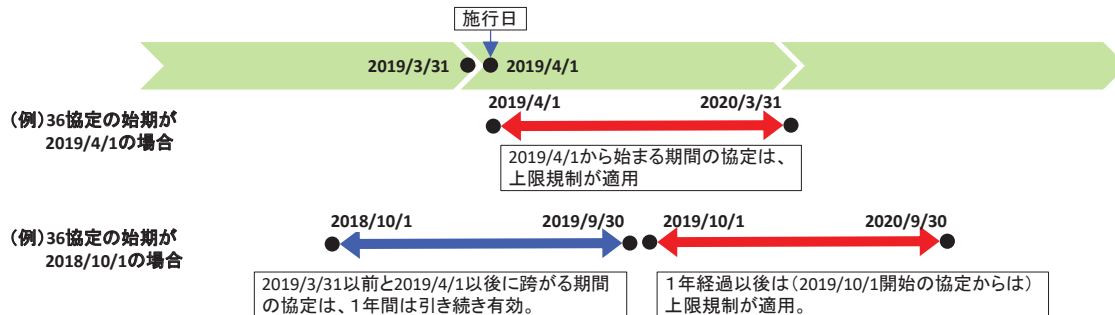 施行日
2019/3/31
2019/4/1
(例)36協定の始期が
2019/4/1の場合
2019/4/1
2020/3/31
2019/4/1から始まる期間の協定は、
上限規制が適用
(例)36協定の始期が
2018/10/1の場合
2018/10/1
2019/9/30
2019/10/1
2020/9/30
2019/3/31以前と2019/4/1以後に跨がる期間
の協定は、1年間は引き続き有効。
1年経過以後は(2019/10/1開始の協定からは)
上限規制が適用。